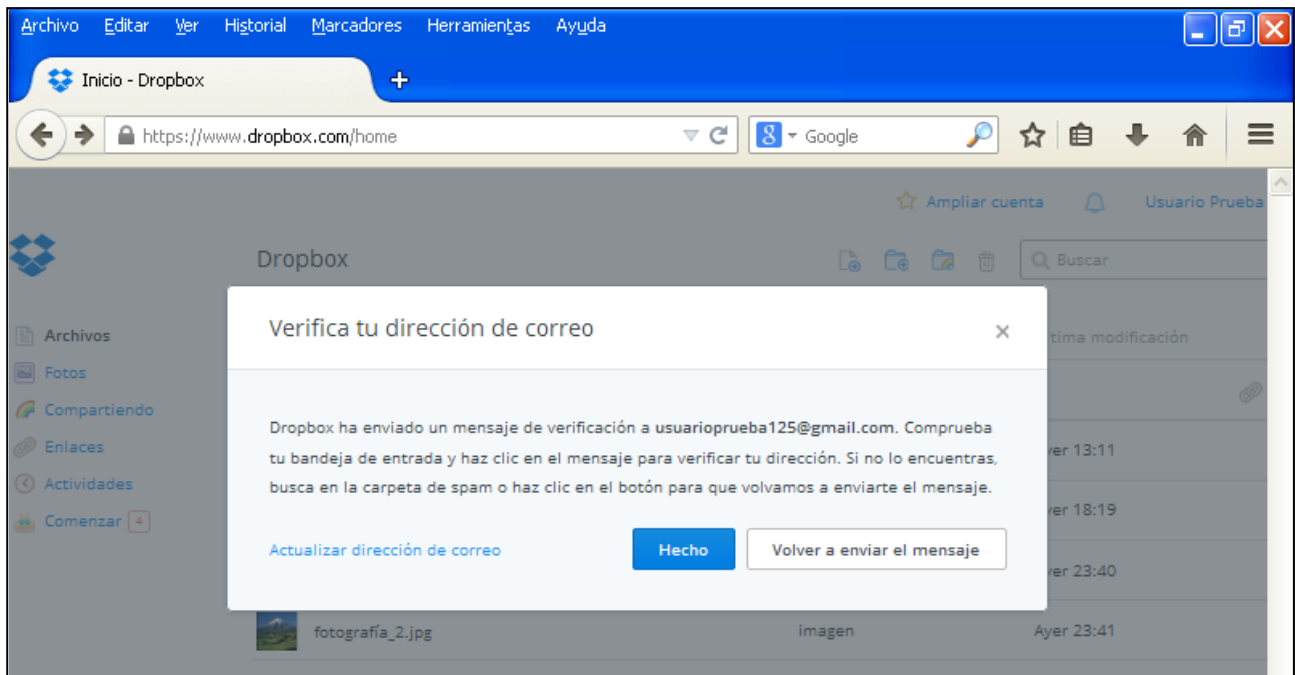 Archivo Editar Ver Historial Marcadores Herramientas Ayuda
Inicio - Dropbox
https://www.dropbox.com/home
8 Google
Ampliar cuenta
Usuario Prueba
Dropbox
Buscar
Verifica tu dirección de correo
tima modificación
Archivos
Fotos
Compartiendo
Enlaces
Actividades
Comenzar 4
Dropbox ha enviado un mensaje de verificación a usuarioprueba125@gmail.com. Comprueba
tu bandeja de entrada y haz clic en el mensaje para verificar tu dirección. Si no lo encuentras,
busca en la carpeta de spam o haz clic en el botón para que volvamos a enviarte el mensaje.
Actualizar dirección de correo
Hecho
Volver a enviar el mensaje
yer 13:11
yer 18:19
yer 23:40
fotografía_2.jpg imagen Ayer 23:41